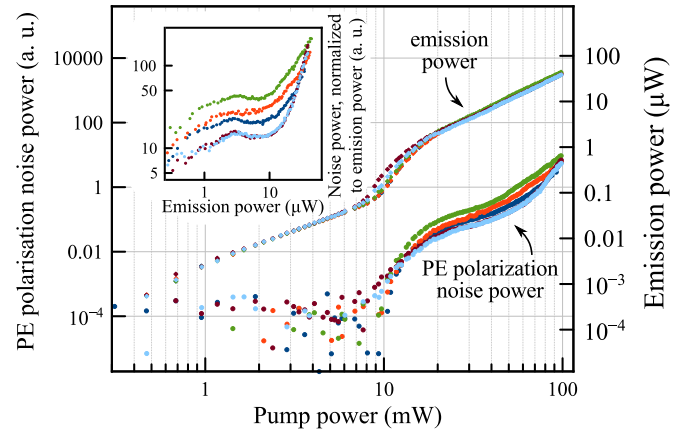 PE polarisation noise power (a. u.)
10000
100
1
0.01
10⁻⁴
100
50
10
5
1
10
Emission power (µW)
Noise power, normalized
to emision power (a. u.)
emission
power
PE polarization
noise power
100
10
1
0.1
0.01
10⁻³
10⁻⁴
Emission power (µW)
1
10
100
Pump power (mW)